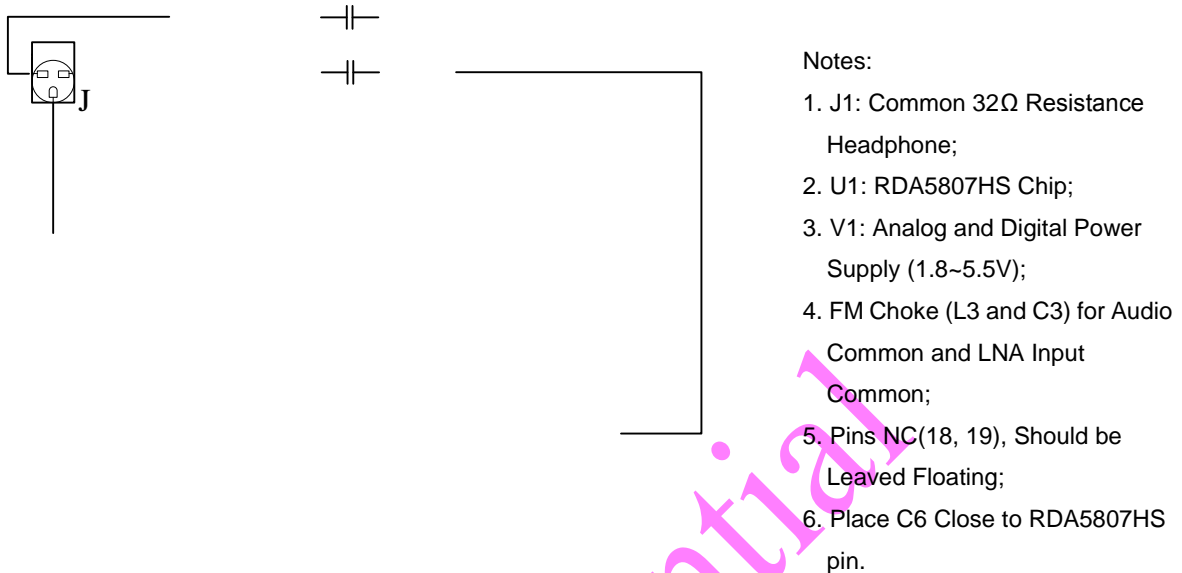 J
Notes:
1. J1: Common 32Ω Resistance
Headphone;
2. U1: RDA5807HS Chip;
3. V1: Analog and Digital Power
Supply (1.8~5.5V);
4. FM Choke (L3 and C3) for Audio
Common and LNA Input
Common;
5. Pins NC(18, 19), Should be
Leaved Floating;
6. Place C6 Close to RDA5807HS
pin.
ntial